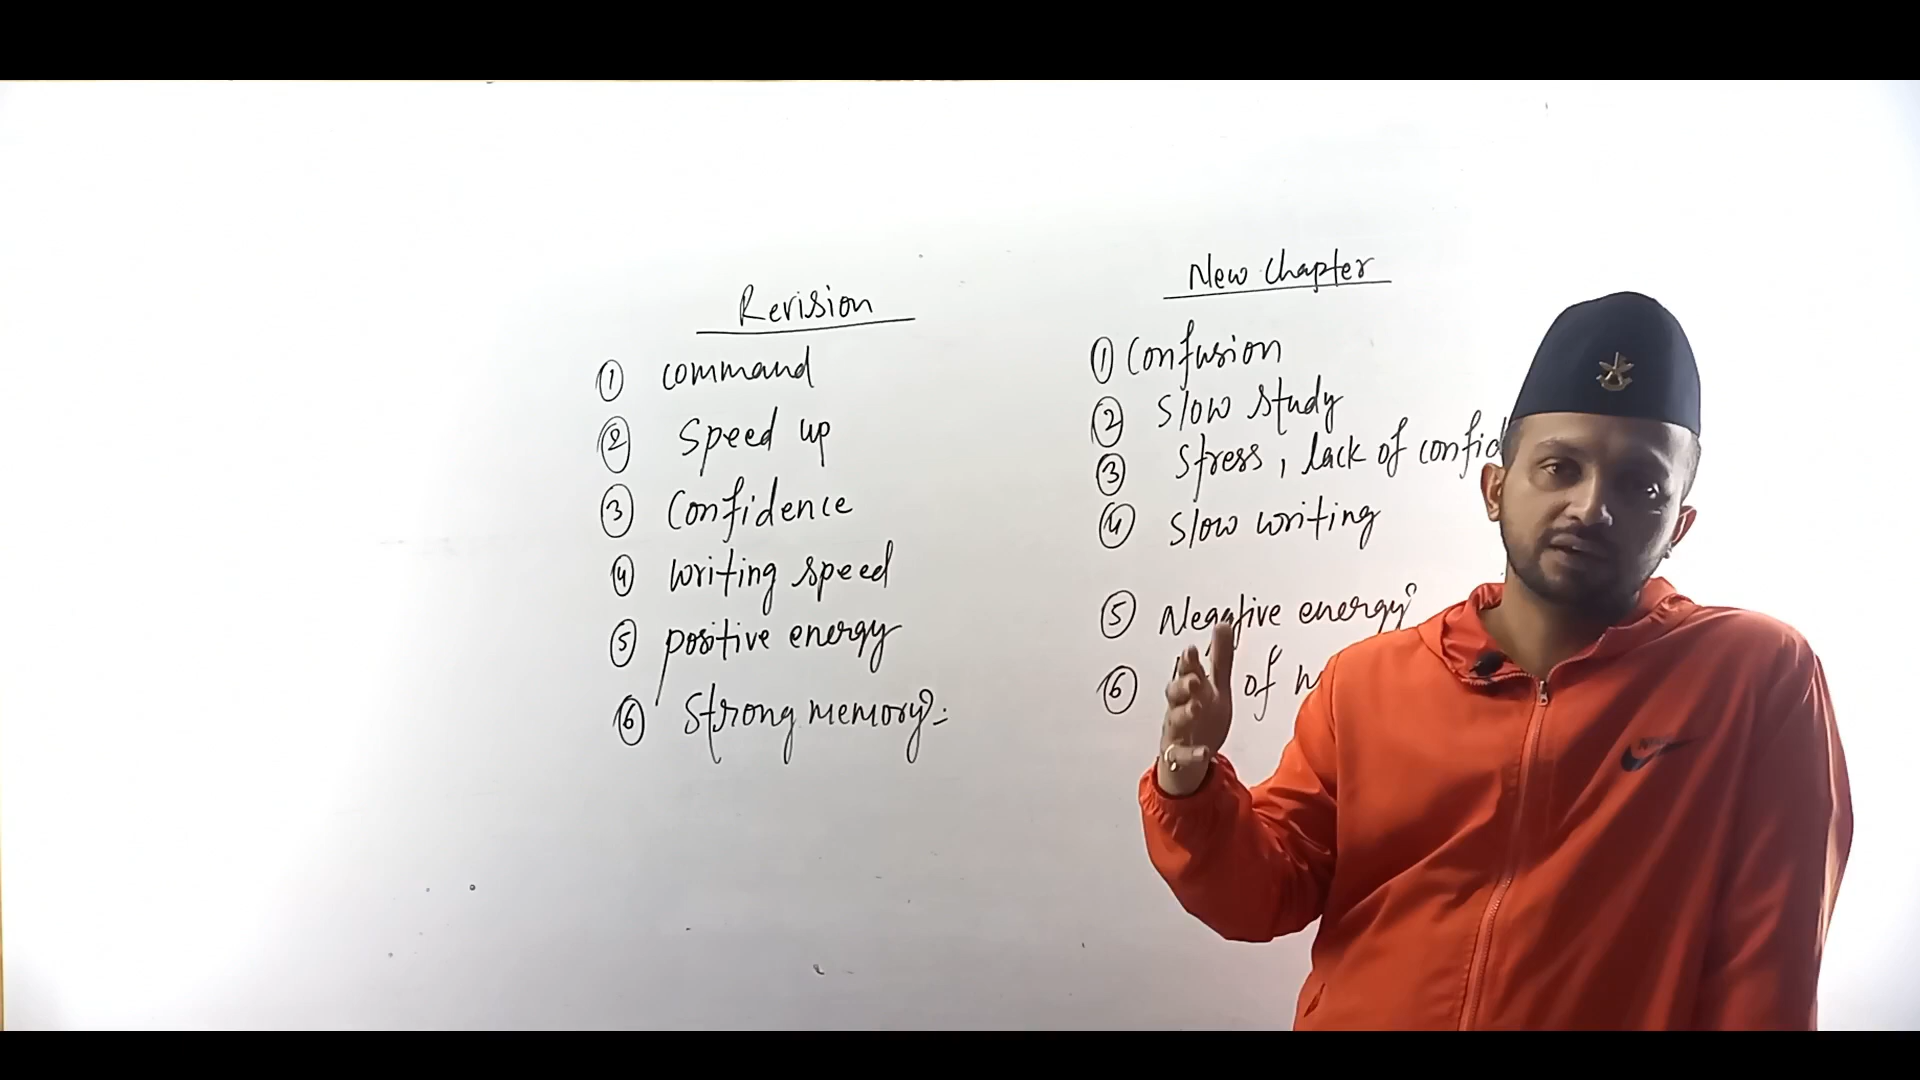 Revision
① command
② Speed up
③ Confidence
④ writing speed
⑤ positive energy
⑥ Strong memory
New Chapter
① Confusion
② Slow study
③ Stress, lack of
④ Slow writing
⑤ Negative energy
⑥ of
NIKE